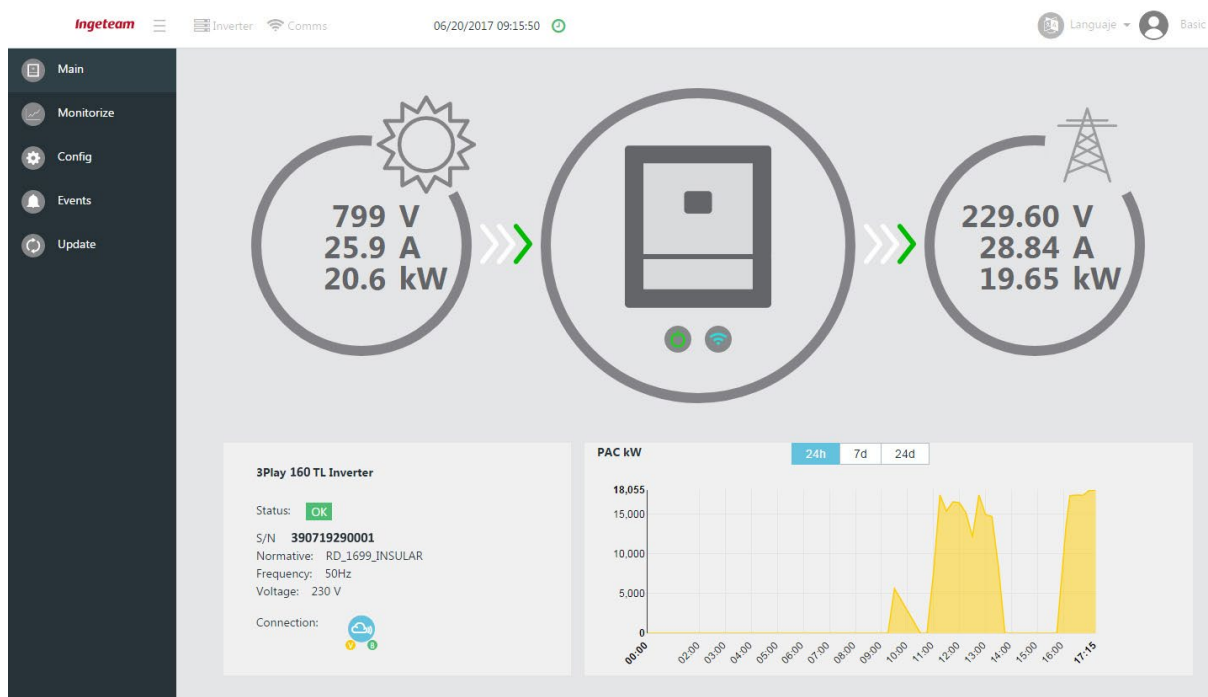 Ingeteam
Inverter
Comms
06/20/2017 09:15:50
Languaje
Basic
Main
Monitorize
Config
Events
Update
799 V
25.9 A
20.6 kW
229.60 V
28.84 A
19.65 kW
3Play 160 TL Inverter
Status: OK
S/N 390719290001
Normative: RD_1699_INSULAR
Frequency: 50Hz
Voltage: 230 V
Connection:
PAC kW
24h 7d 24d
18,055
15,000
10,000
5,000
0
00:00 02:00 03:00 04:00 05:00 06:00 07:00 08:00 09:00 10:00 11:00 12:00 13:00 14:00 15:00 16:00 17:15